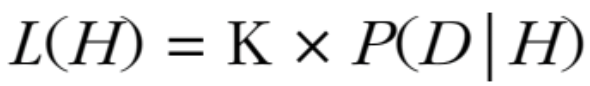 L(H) = K × P(D|H)